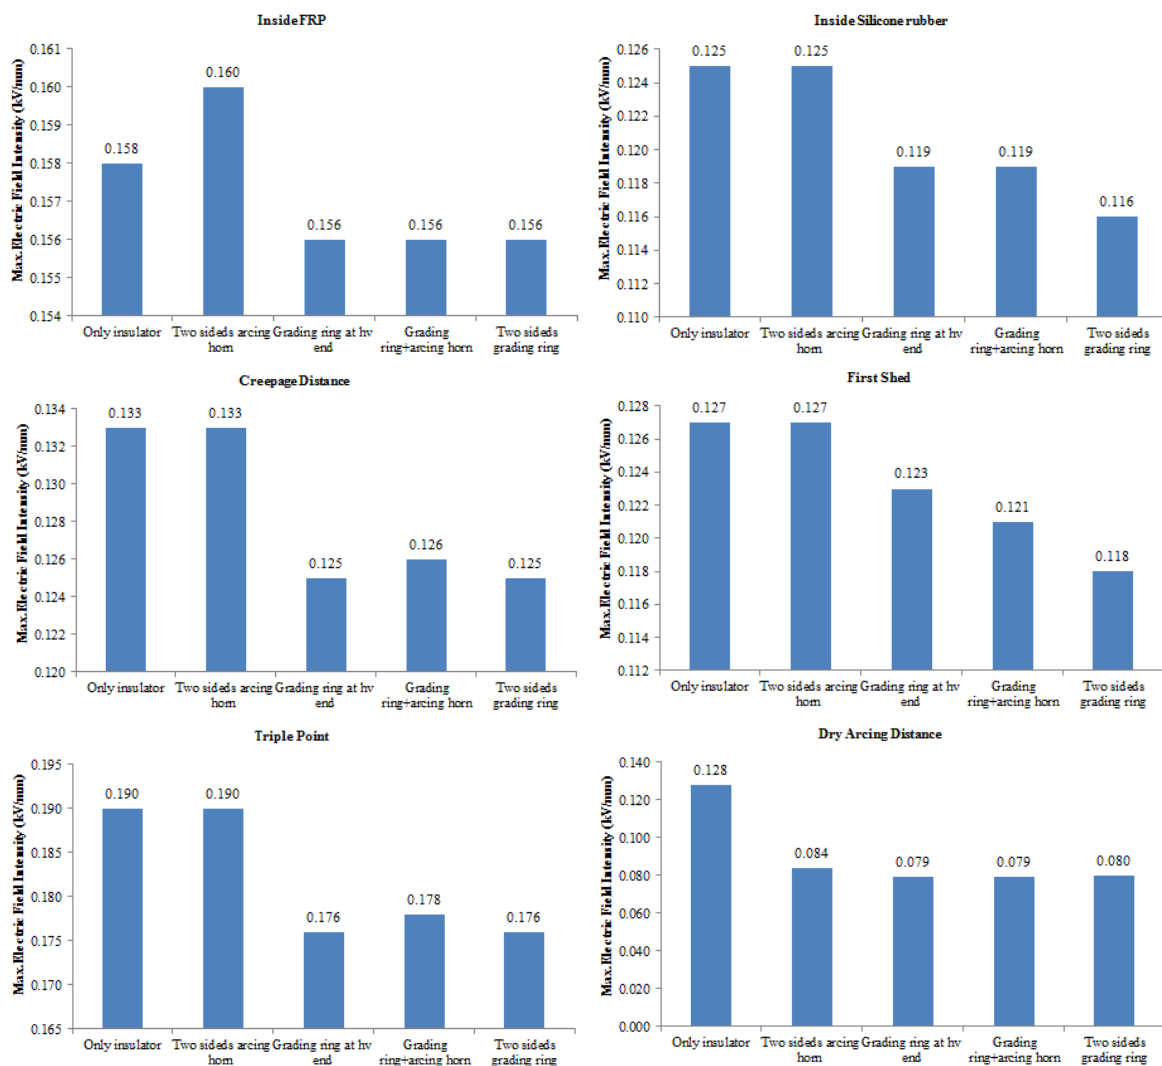 Inside FRP
Max.Electric Field Intensity (kV/mm)
0.161
0.160
0.159
0.158
0.157
0.156
0.155
0.154
0.158
0.160
0.156
0.156
0.156
Only insulator
Two sideds arcing
horn
Grading ring at hv
end
Grading
ring+arcing horn
Two sideds
grading ring
Inside Silicone rubber
Max.Electric Field Intensity (kV/mm)
0.126
0.124
0.122
0.120
0.118
0.116
0.114
0.112
0.110
0.125
0.125
0.119
0.119
0.116
Only insulator
Two sideds arcing
horn
Grading ring at hv
end
Grading
ring+arcing horn
Two sideds
grading ring
Creepage Distance
Max.Electric Field Intensity (kV/mm)
0.134
0.132
0.130
0.128
0.126
0.124
0.122
0.120
0.133
0.133
0.125
0.126
0.125
Only insulator
Two sideds arcing
horn
Grading ring at hv
end
Grading
ring+arcing horn
Two sideds
grading ring
First Shed
Max.Electric Field Intensity (kV/mm)
0.128
0.126
0.124
0.122
0.120
0.118
0.116
0.114
0.112
0.127
0.127
0.123
0.121
0.118
Only insulator
Two sideds arcing
horn
Grading ring at hv
end
Grading
ring+arcing horn
Two sideds
grading ring
Triple Point
Max.Electric Field Intensity (kV/mm)
0.195
0.190
0.185
0.180
0.175
0.170
0.165
0.190
0.190
0.176
0.178
0.176
Only insulator
Two sideds arcing
horn
Grading ring at hv
end
Grading
ring+arcing horn
Two sideds
grading ring
Dry Arcing Distance
Max.Electric Field Intensity (kV/mm)
0.140
0.120
0.100
0.080
0.060
0.040
0.020
0.000
0.128
0.084
0.079
0.079
0.080
Only insulator
Two sideds arcing
horn
Grading ring at hv
end
Grading
ring+arcing horn
Two sideds
grading ring